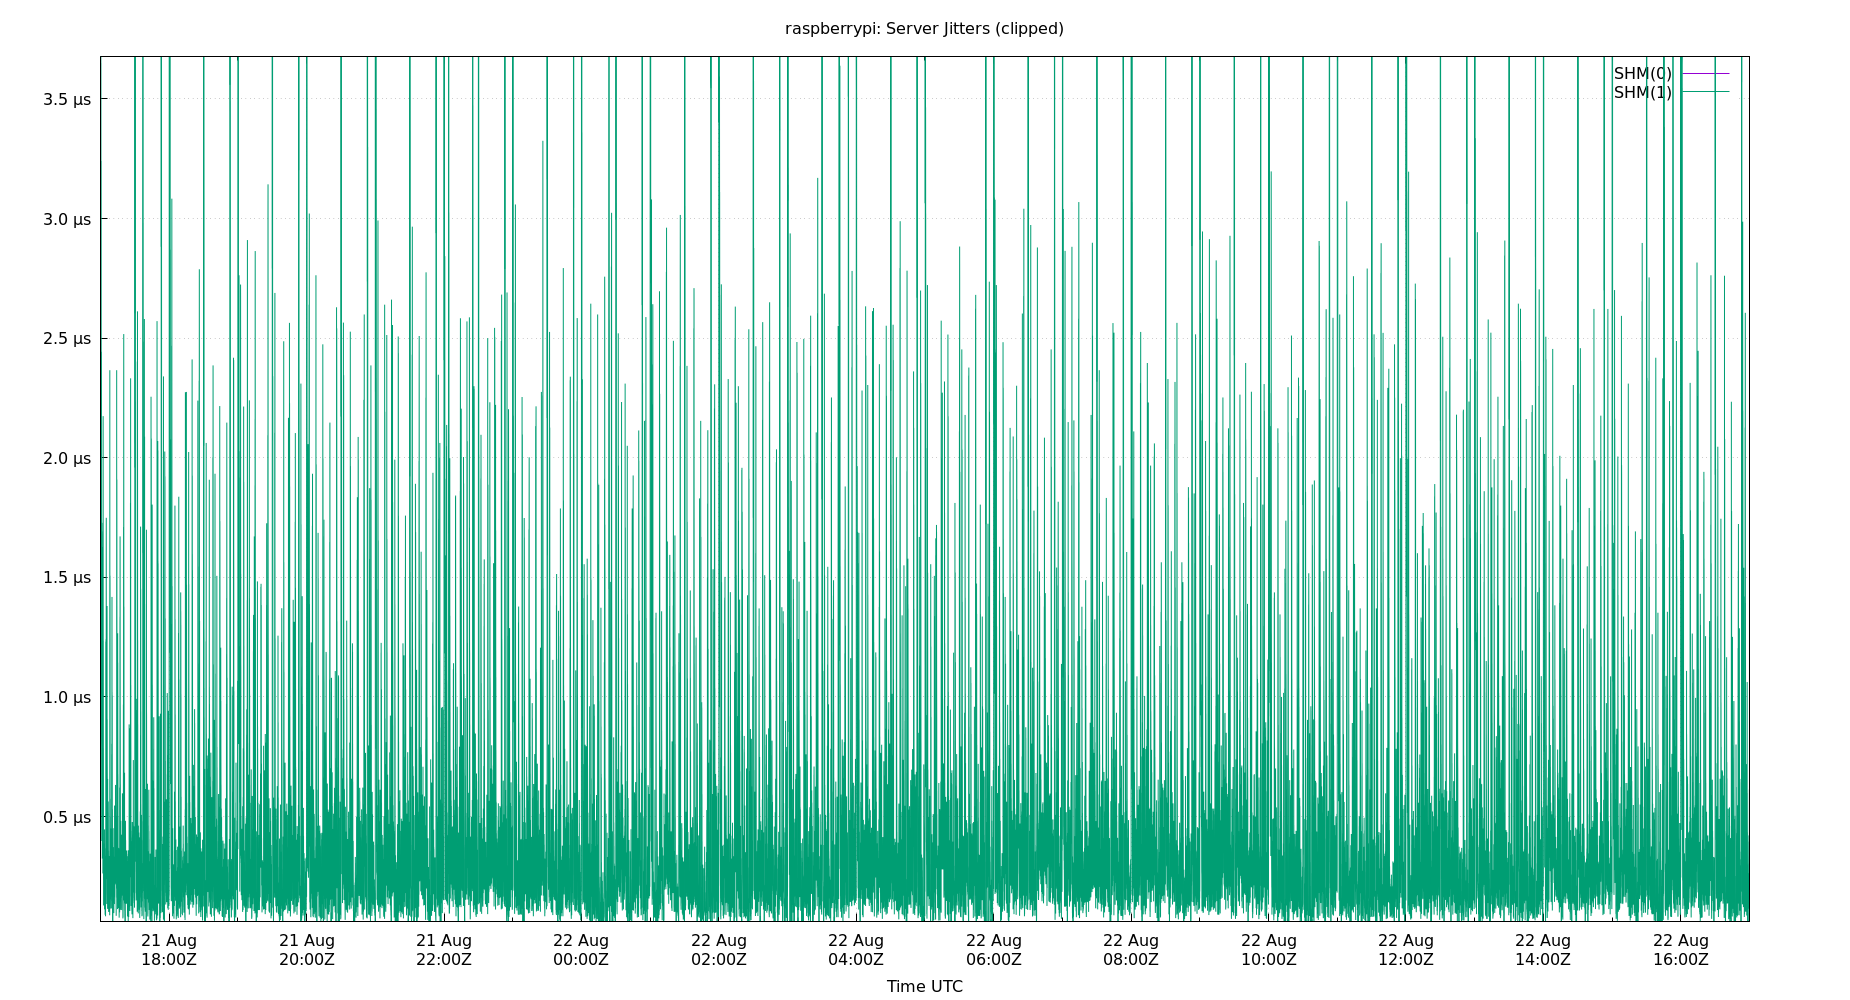 raspberrypi: Server Jitters (clipped)
SHM(0)
SHM(1)
3.5 µs
3.0 µs
2.5 µs
2.0 µs
1.5 µs
1.0 µs
0.5 µs
21 Aug 21 Aug 21 Aug 22 Aug 22 Aug 22 Aug 22 Aug 22 Aug 22 Aug 22 Aug 22 Aug 22 Aug
18:00Z 20:00Z 22:00Z 00:00Z 02:00Z 04:00Z 06:00Z 08:00Z 10:00Z 12:00Z 14:00Z 16:00Z
Time UTC